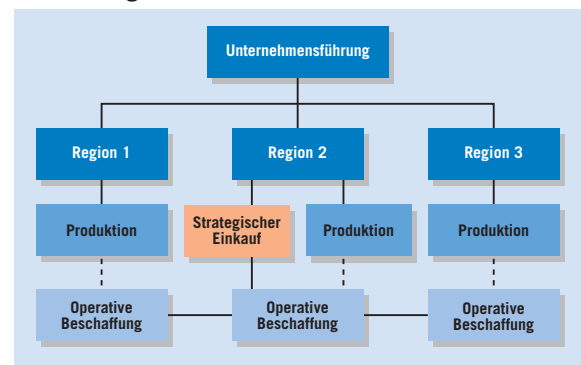 Unternehmensführung
Region 1
Region 2
Region 3
Produktion
Strategischer
Einkauf
Produktion
Produktion
Operative
Beschaffung
Operative
Beschaffung
Operative
Beschaffung